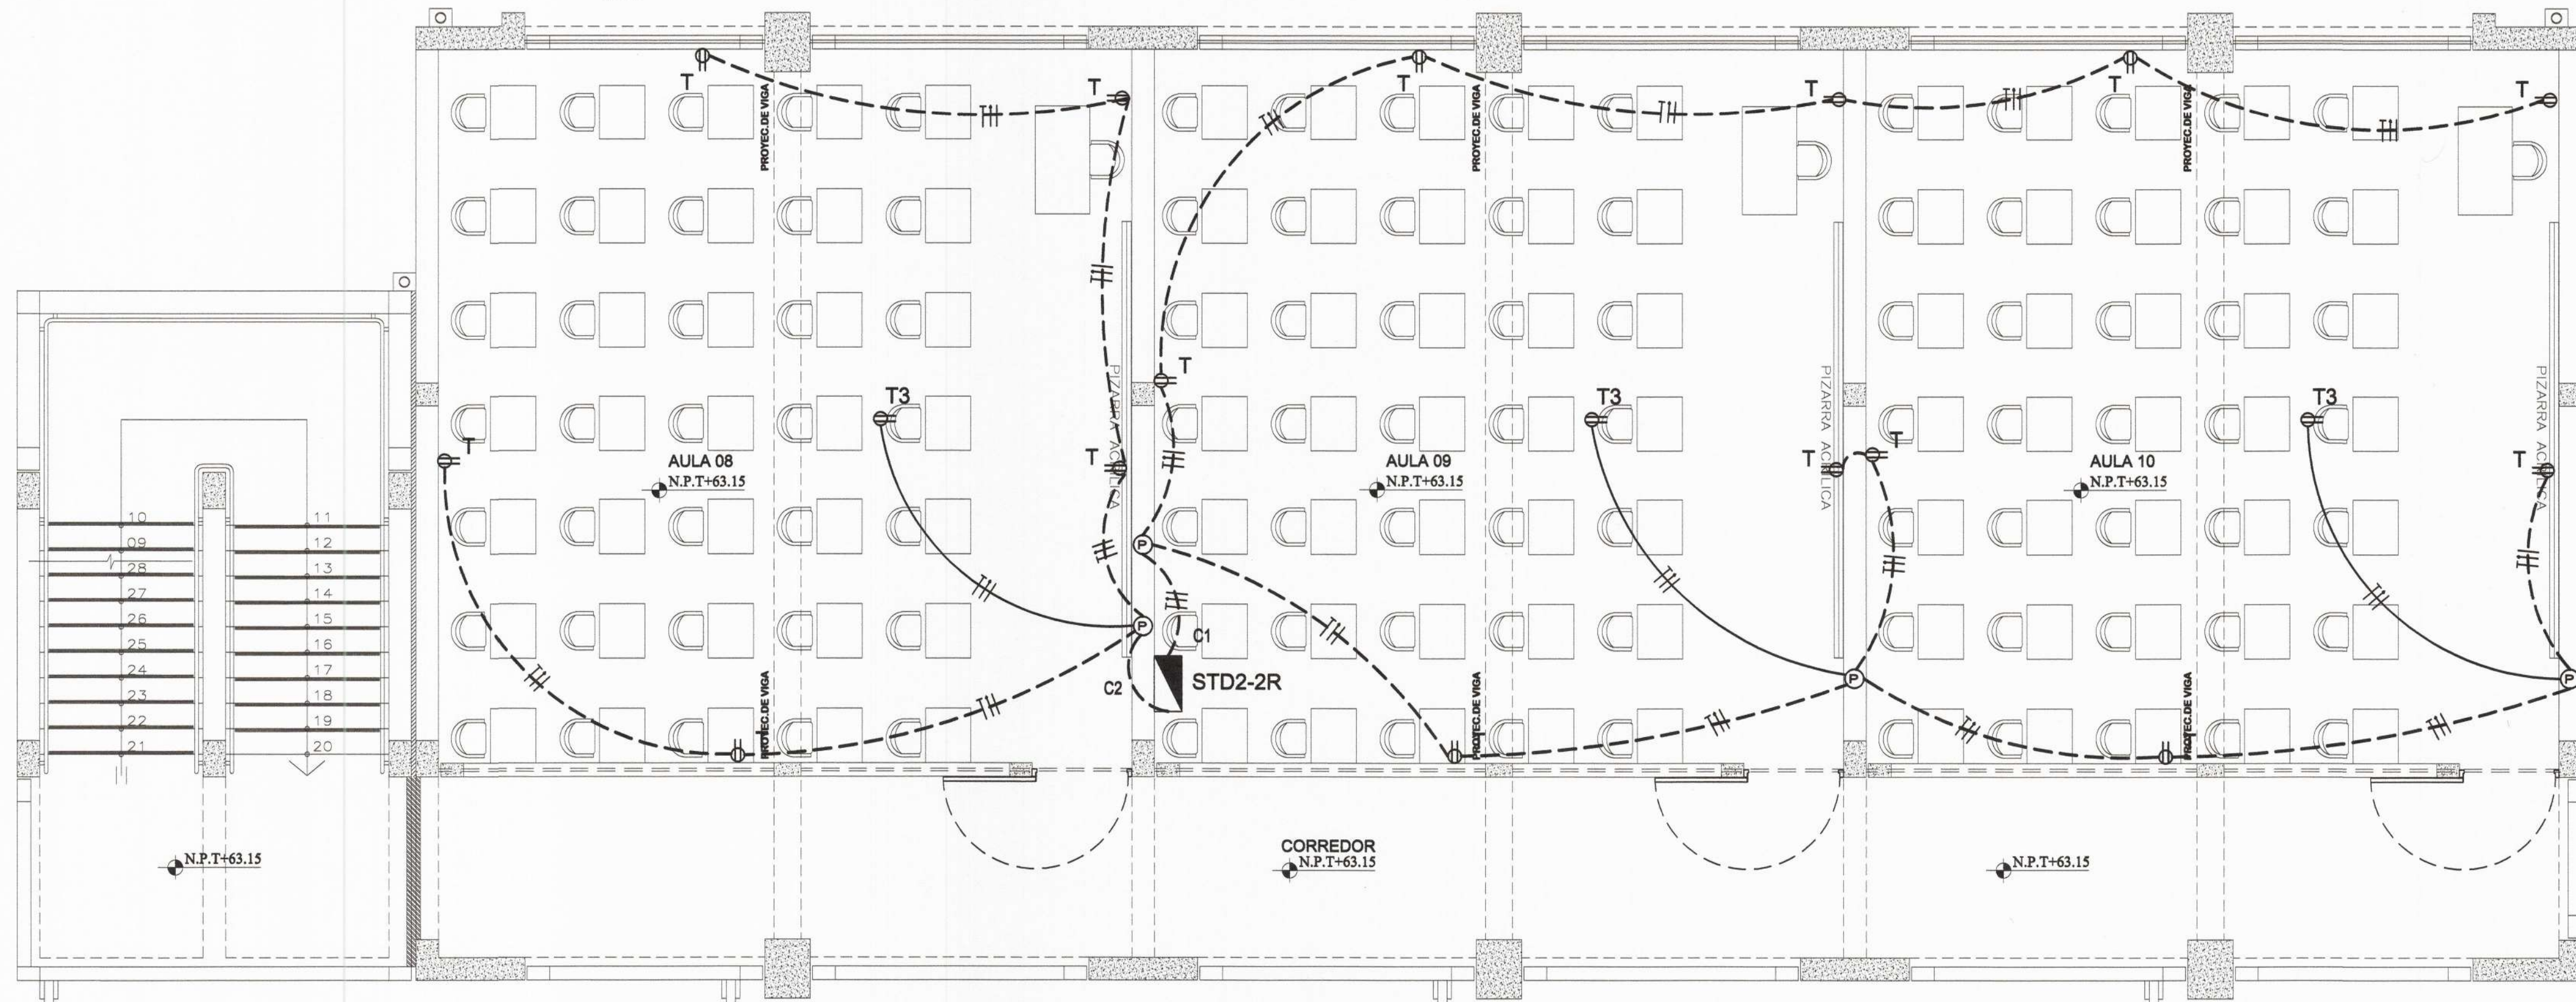 T
T
T
T
T
T
PROYEC.DE VIGA
PROYEC.DE VIGA
PROYEC.DE VIGA
PIZARRA ACRILICA
PIZARRA ACRILICA
PIZARRA ACRILICA
T
T3
T3
T3
T
T
T
T
T
AULA 08
N.P.T+63.15
AULA 09
N.P.T+63.15
AULA 10
N.P.T+63.15
P
P
P
P
C1
C2
STD2-2R
10
11
09
12
28
13
27
14
26
15
25
16
24
17
23
18
22
19
21
20
PROYEC.DE VIGA
PROYEC.DE VIGA
PROYEC.DE VIGA
N.P.T+63.15
CORREDOR
N.P.T+63.15
N.P.T+63.15